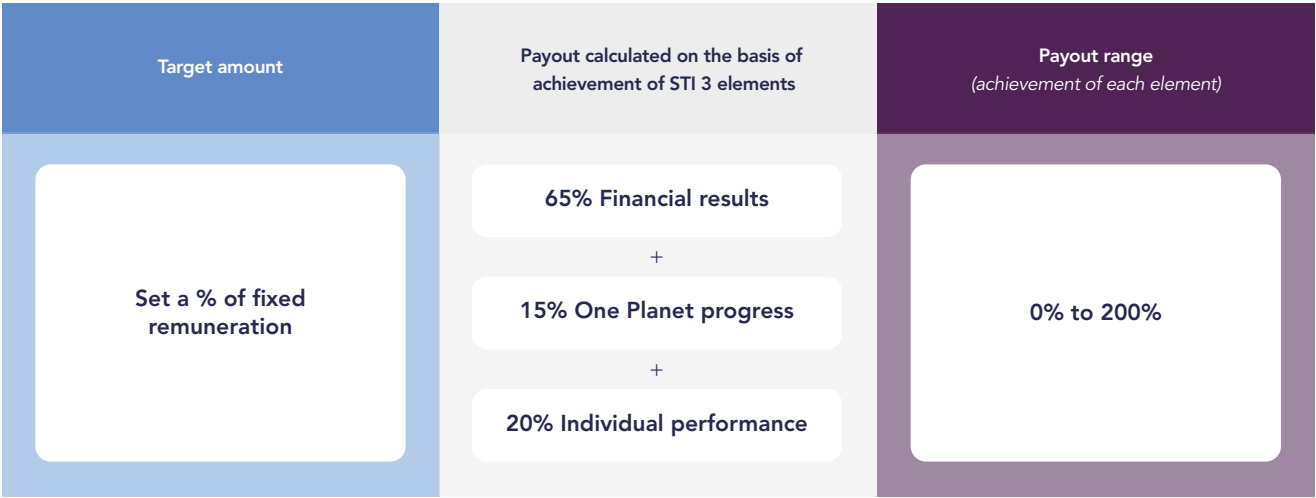 Target amount
Payout calculated on the basis of
achievement of STI 3 elements
Payout range
(achievement of each element)
Set a % of fixed
remuneration
65% Financial results
+
15% One Planet progress
+
20% Individual performance
0% to 200%